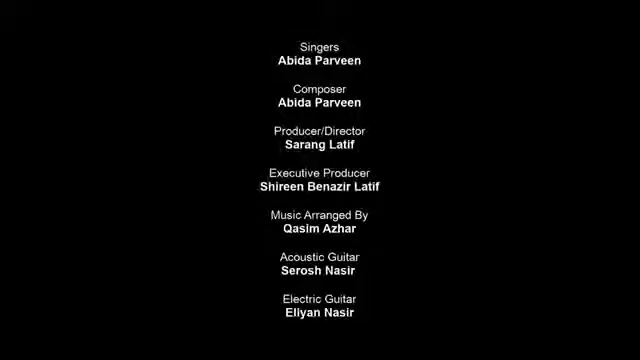 Singers
Abida Parveen
Composer
Abida Parveen
Producer/Director
Sarang Latif
Executive Producer
Shireen Benazir Latif
Music Arranged By
Qasim Azhar
Acoustic Guitar
Serosh Nasir
Electric Guitar
Eliyan Nasir